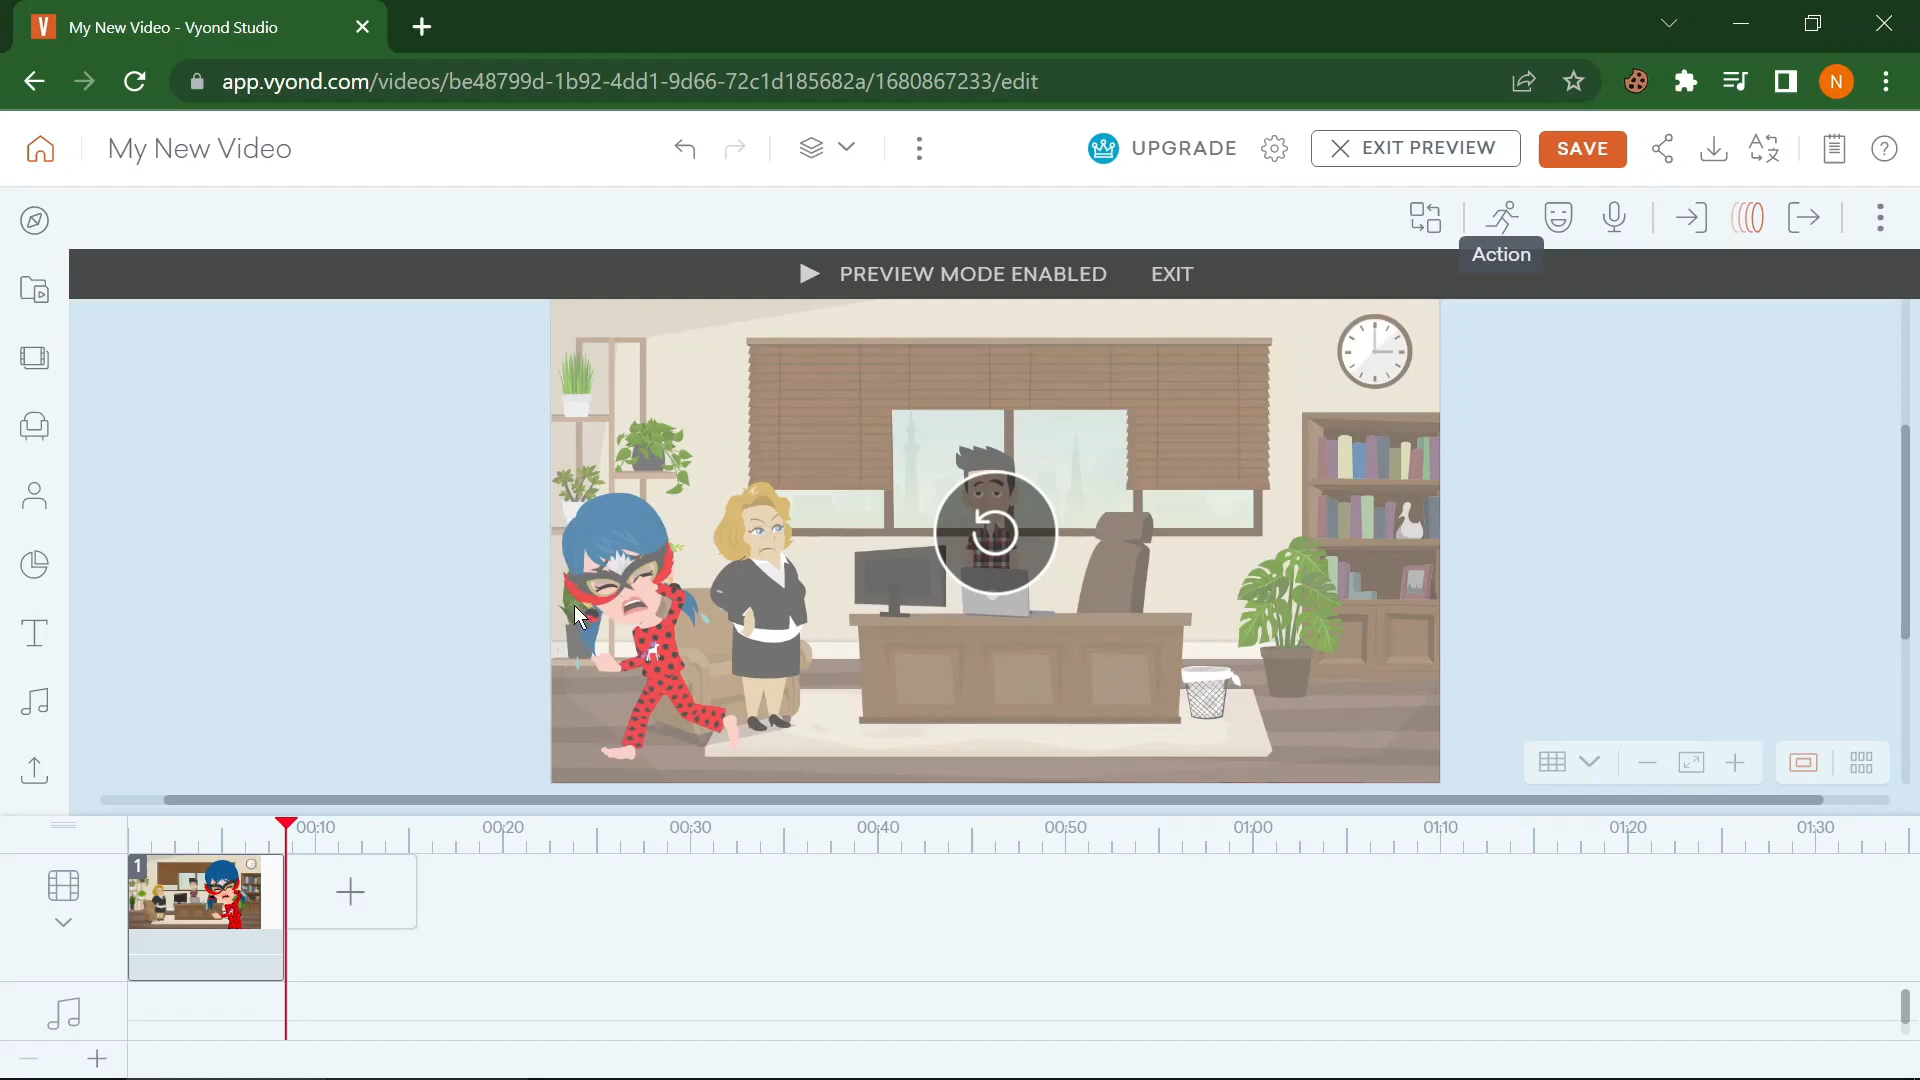 V My New Video - Vyond Studio
app.vyond.com/videos/be48799d-1b92-4dd1-9d66-72c1d185682a/1680867233/edit
N
My New Video
UPGRADE
EXIT PREVIEW
SAVE
Action
PREVIEW MODE ENABLED EXIT
00:10 00:20 00:30 00:40 00:50 01:00 01:10 01:20 01:30
1